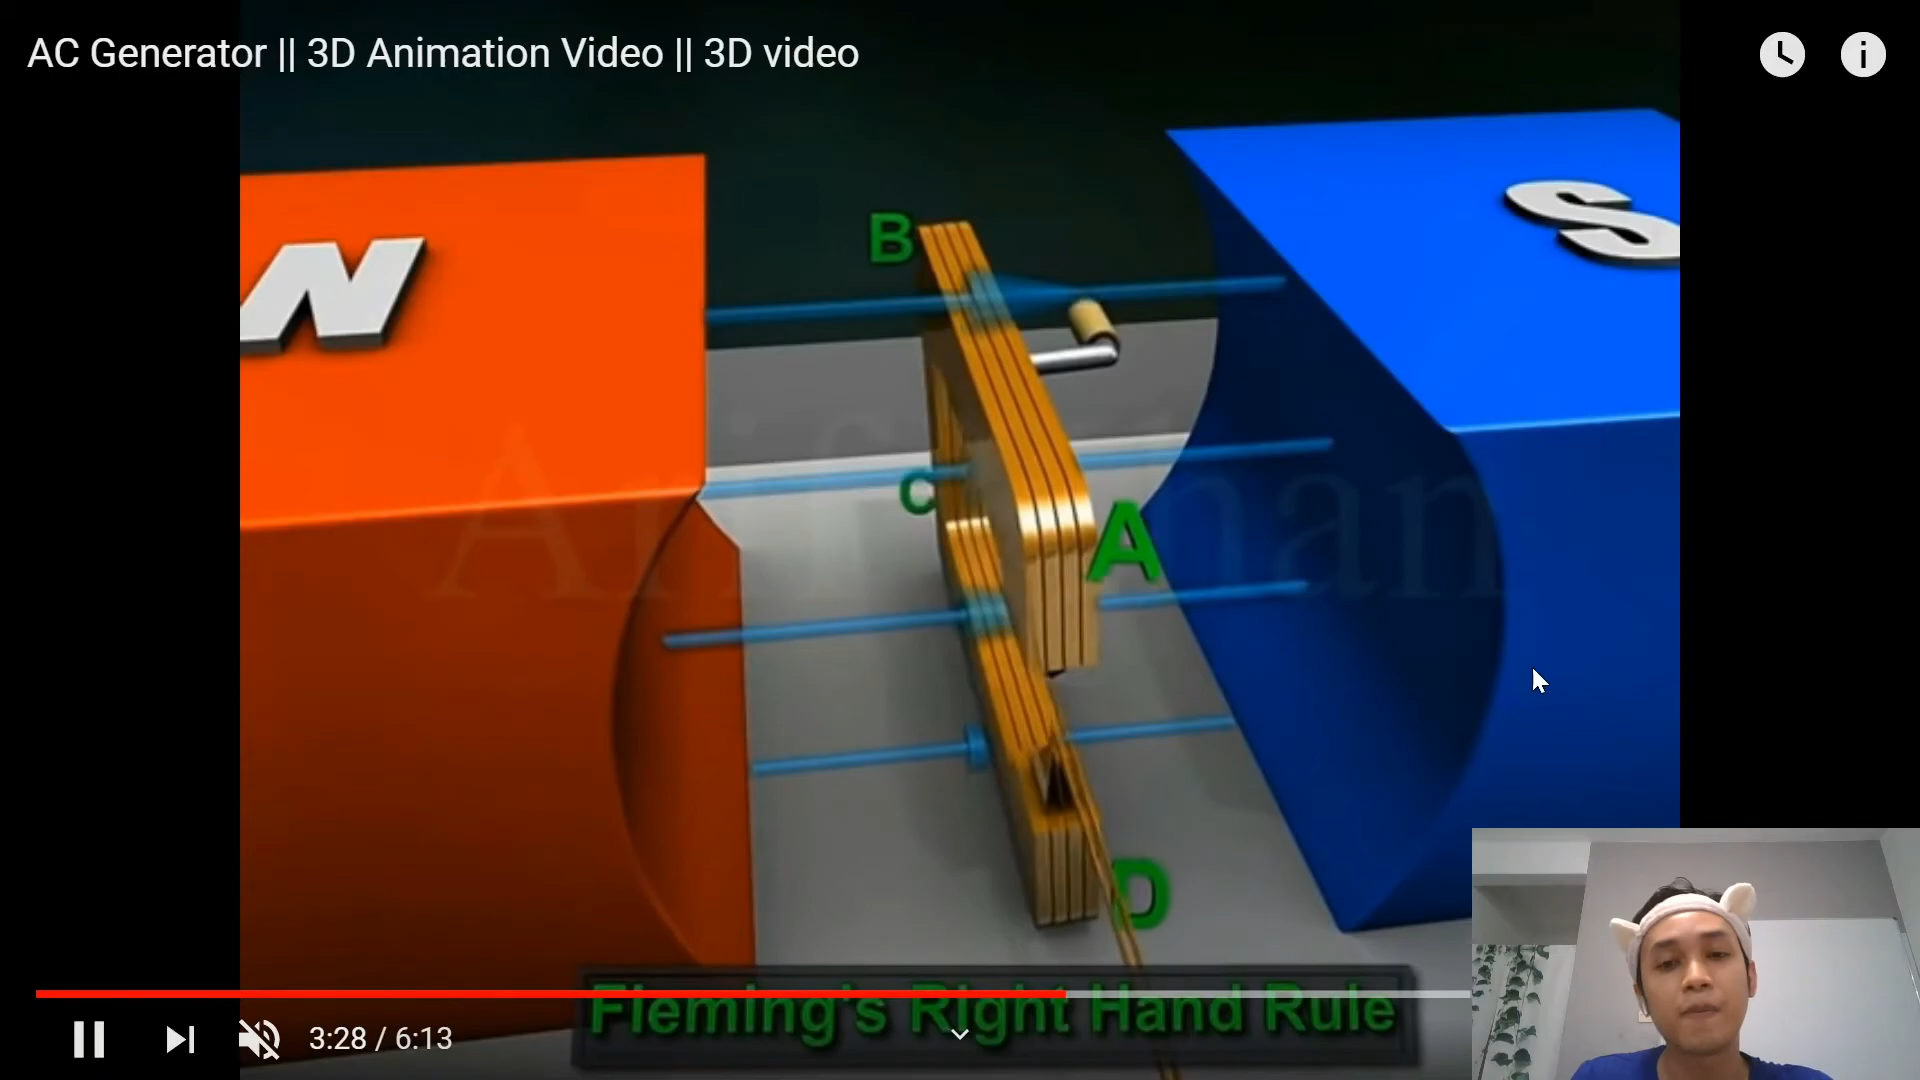 AC Generator || 3D Animation Video || 3D video
N
S
B
C
A
D
Fleming's Right Hand Rule
3:28 / 6:13